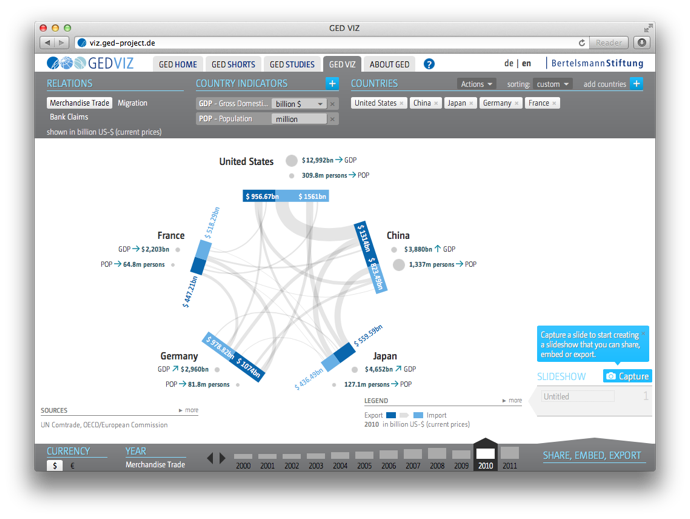 GED VIZ
viz.ged-project.de
Reader
GEDVIZ
GED HOME
GED SHORTS
GED STUDIES
GED VIZ
ABOUT GED
?
de | en
BertelsmannStiftung
RELATIONS
Merchandise Trade
Migration
Bank Claims
shown in billion US-$ (current prices)
COUNTRY INDICATORS
+
GDP - Gross Domesti...
billion $
×
POP - Population
million
×
COUNTRIES
Actions
sorting:
custom
add countries
+
United States ×
China ×
Japan ×
Germany ×
France ×
United States
$12,992bn → GDP
309.8m persons → POP
$ 956.67bn
$ 1561bn
France
GDP → $2,203bn
POP → 64.8m persons
$ 518.29bn
$ 447.21bn
China
$3,880bn ↑ GDP
1,337m persons → POP
$ 1314bn
Germany
GDP ↗ $2,960bn
POP → 81.8m persons
$ 1074bn
Japan
$4,652bn ↗ GDP
127.1m persons → POP
$ 559.59bn
Capture a slide to start creating
a slideshow that you can share,
embed or export.
SLIDESHOW
Capture
Untitled
1
SOURCES
▸ more
UN Comtrade, OECD/European Commission
LEGEND
▸ more
Export
Import
2010 in billion US-$ (current prices)
CURRENCY
$
€
YEAR
Merchandise Trade
2000
2001
2002
2003
2004
2005
2006
2007
2008
2009
2010
2011
SHARE, EMBED, EXPORT